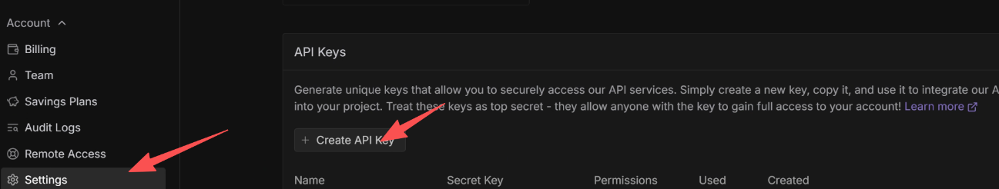 Account
Billing
Team
Savings Plans
Audit Logs
Remote Access
Settings
API Keys
Generate unique keys that allow you to securely access our API services. Simply create a new key, copy it, and use it to integrate our A
into your project. Treat these keys as top secret - they allow anyone with the key to gain full access to your account! Learn more
+ Create API Key
Name Secret Key Permissions Used Created